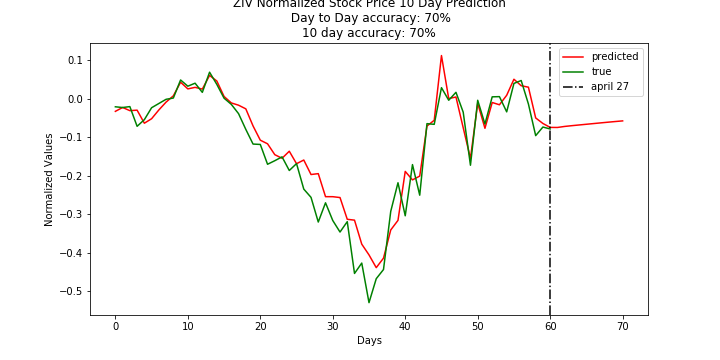 ZIV Normalized Stock Price 10 Day Prediction
Day to Day accuracy: 70%
10 day accuracy: 70%
predicted
true
april 27
0.1
0.0
−0.1
−0.2
−0.3
−0.4
−0.5
Normalized Values
0 10 20 30 40 50 60 70
Days